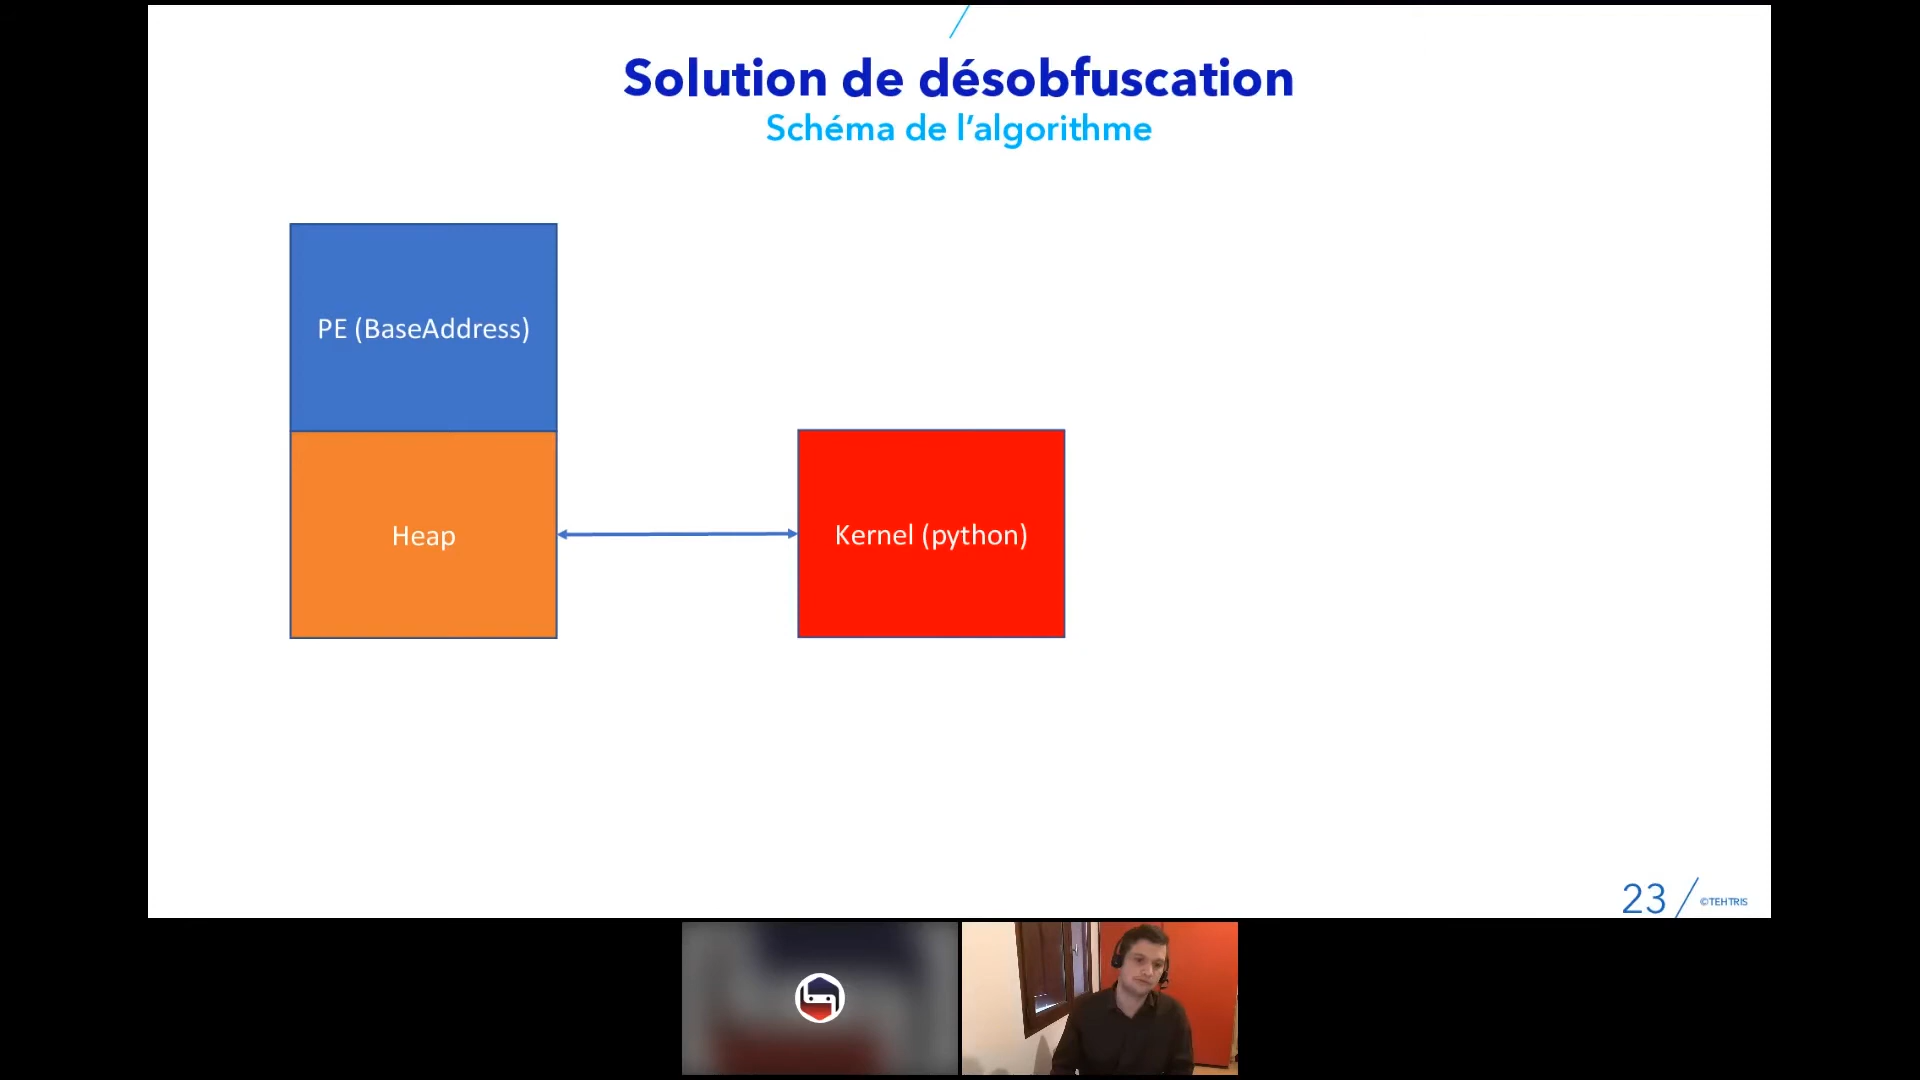 Solution de désobfuscation
Schéma de l'algorithme
PE (BaseAddress)
Heap
Kernel (python)
23
©TEHTRIS